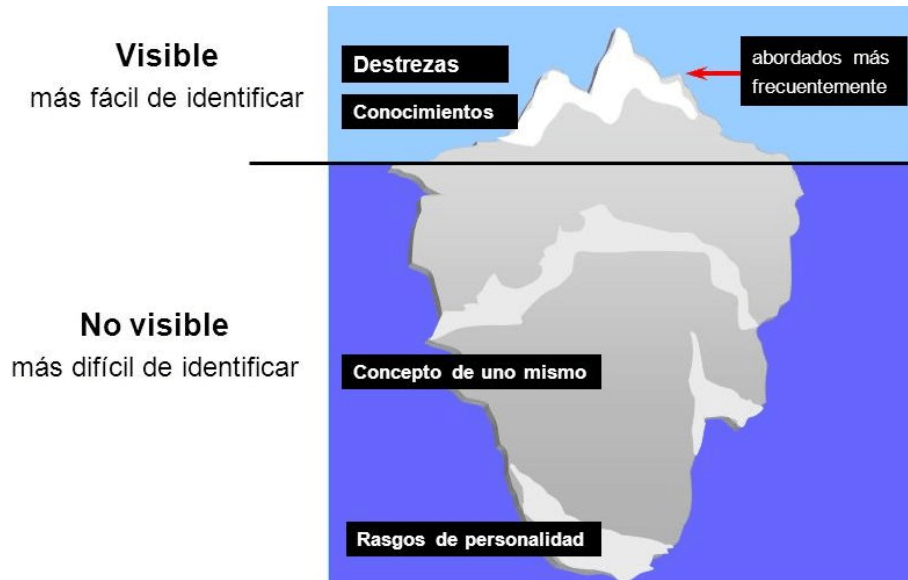 Visible
más fácil de identificar
Destrezas
Conocimientos
abordados más
frecuentemente
No visible
más difícil de identificar
Concepto de uno mismo
Rasgos de personalidad